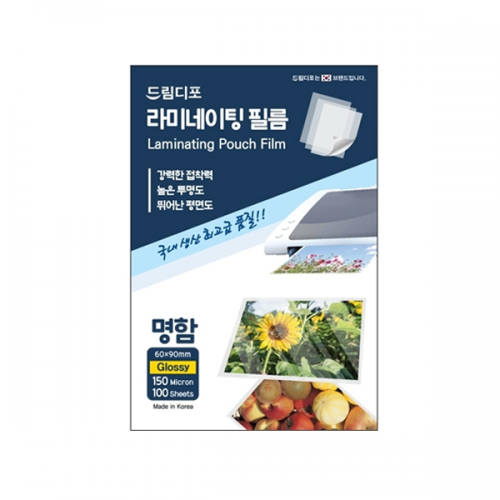 드림디포는 🇰🇷 브랜드입니다.
드림디포
라미네이팅 필름
Laminating Pouch Film
강력한 접착력
높은 투명도
뛰어난 평면도
국내 생산 최고급 품질!!
명함
60×90mm
Glossy
150 Micron
100 Sheets
Made in Korea